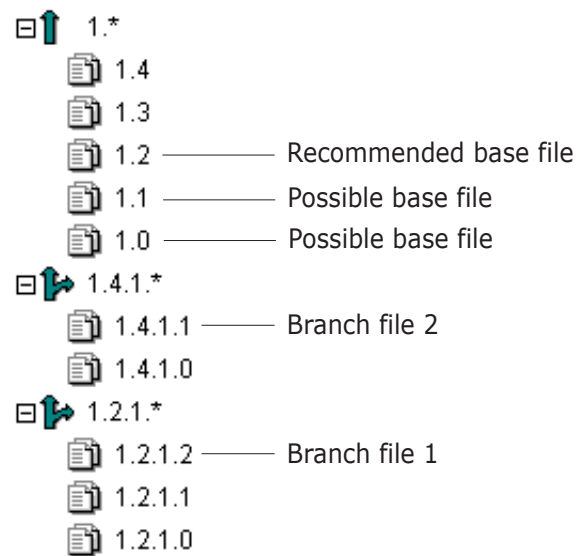 1.*
1.4
1.3
1.2 Recommended base file
1.1 Possible base file
1.0 Possible base file
1.4.1.*
1.4.1.1 Branch file 2
1.4.1.0
1.2.1.*
1.2.1.2 Branch file 1
1.2.1.1
1.2.1.0